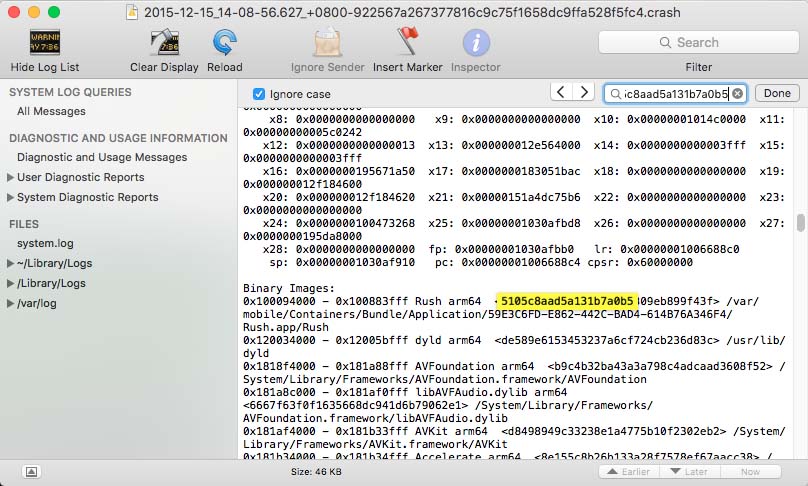 2015-12-15_14-08-56.627_+0800-922567a267377816c9c75f1658dc9ffa528f5fc4.crash
Hide Log List
Clear Display
Reload
Ignore Sender
Insert Marker
Inspector
Search
Filter
SYSTEM LOG QUERIES
All Messages
DIAGNOSTIC AND USAGE INFORMATION
Diagnostic and Usage Messages
User Diagnostic Reports
System Diagnostic Reports
FILES
system.log
~/Library/Logs
/Library/Logs
/var/log
Ignore case
c8aad5a131b7a0b5
Done
x8: 0x0000000000000000 x9: 0x0000000000000000 x10: 0x00000001014c0000 x11:
0x00000000005c0242
x12: 0x0000000000000013 x13: 0x000000012e564000 x14: 0x0000000000003fff
0x0000000000003fff
x16: 0x0000000195671a50 x17: 0x0000000183051bac x18: 0x0000000000000000 x19:
0x000000012f184600
x20: 0x000000012f184620 x21: 0x00000151a4dc75b6 x22: 0x0000000000000000 x23:
0x0000000000000000
x24: 0x0000000100473268 x25: 0x00000001030afbd8 x26: 0x0000000000000000 x27:
0x0000000195da8000
x28: 0x0000000000000000 fp: 0x00000001030afbb0 lr: 0x00000001006688c0
sp: 0x00000001030af910 pc: 0x00000001006688c4 cpsr: 0x60000000
Binary Images:
0x100094000 - 0x100883fff Rush arm64 <5105c8aad5a131b7a0b5809eb899f43f> /var/
mobile/Containers/Bundle/Application/59E3C6FD-E862-442C-BAD4-614B76A346F4/
Rush.app/Rush
0x120034000 - 0x12005bfff dyld arm64 <de589e6153453237a6cf724cb236d83c> /usr/lib/
dyld
0x1818f4000 - 0x181a88fff AVFoundation arm64 <b9c4b32ba43a3a798c4adcaad3608f52> /
System/Library/Frameworks/AVFoundation.framework/AVFoundation
0x181a8c000 - 0x181af0fff libAVFAudio.dylib arm64
<6667f63f0f1635668dc941d6b79062e1> /System/Library/Frameworks/
AVFoundation.framework/libAVFAudio.dylib
0x181af4000 - 0x181b33fff AVKit arm64 <d8498949c33238e1a4775b10f2302eb2> /System/
Library/Frameworks/AVKit.framework/AVKit
0x181b34000 - 0x181b34fff Accelerate arm64 <8e155c8b26b133a28f7578ef67aacc38> /
Size: 46 KB
Earlier
Later
Now